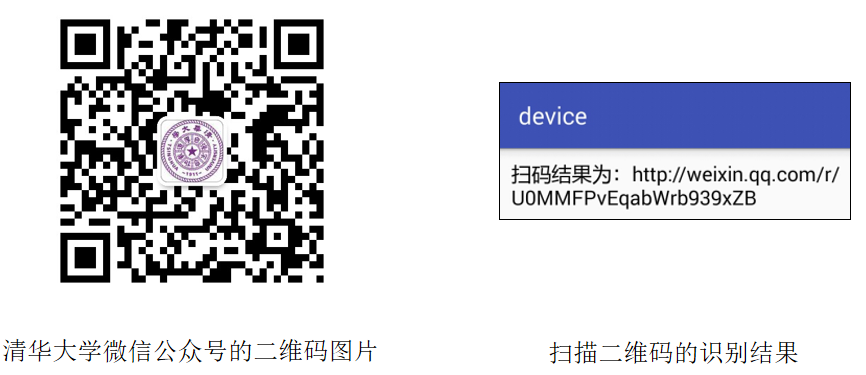 device
扫码结果为：http://weixin.qq.com/r/
U0MMFPvEqabWrb939xZB
清华大学微信公众号的二维码图片
扫描二维码的识别结果